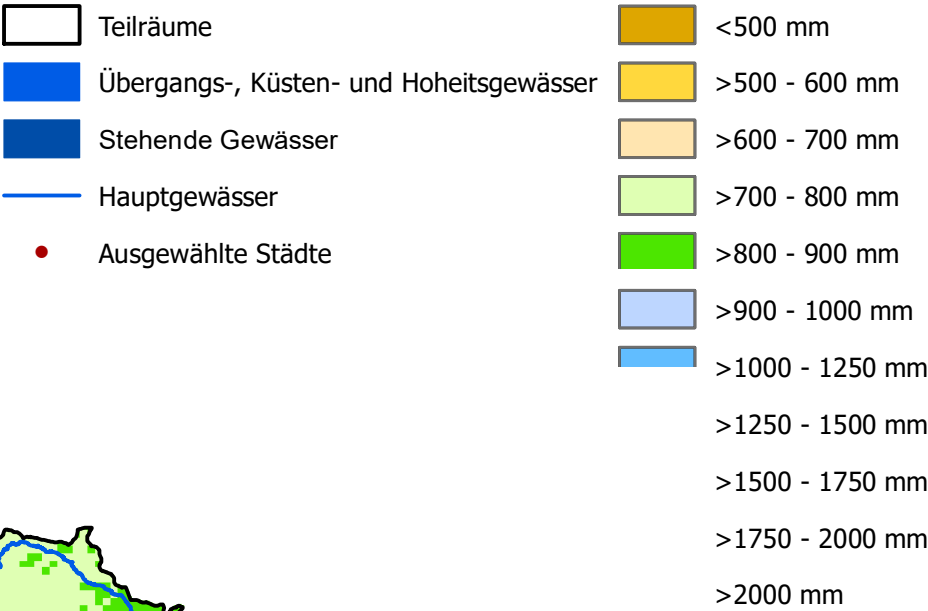 Teilräume
Übergangs-, Küsten- und Hoheitsgewässer
Stehende Gewässer
Hauptgewässer
Ausgewählte Städte
<500 mm
>500 - 600 mm
>600 - 700 mm
>700 - 800 mm
>800 - 900 mm
>900 - 1000 mm
>1000 - 1250 mm
>1250 - 1500 mm
>1500 - 1750 mm
>1750 - 2000 mm
>2000 mm